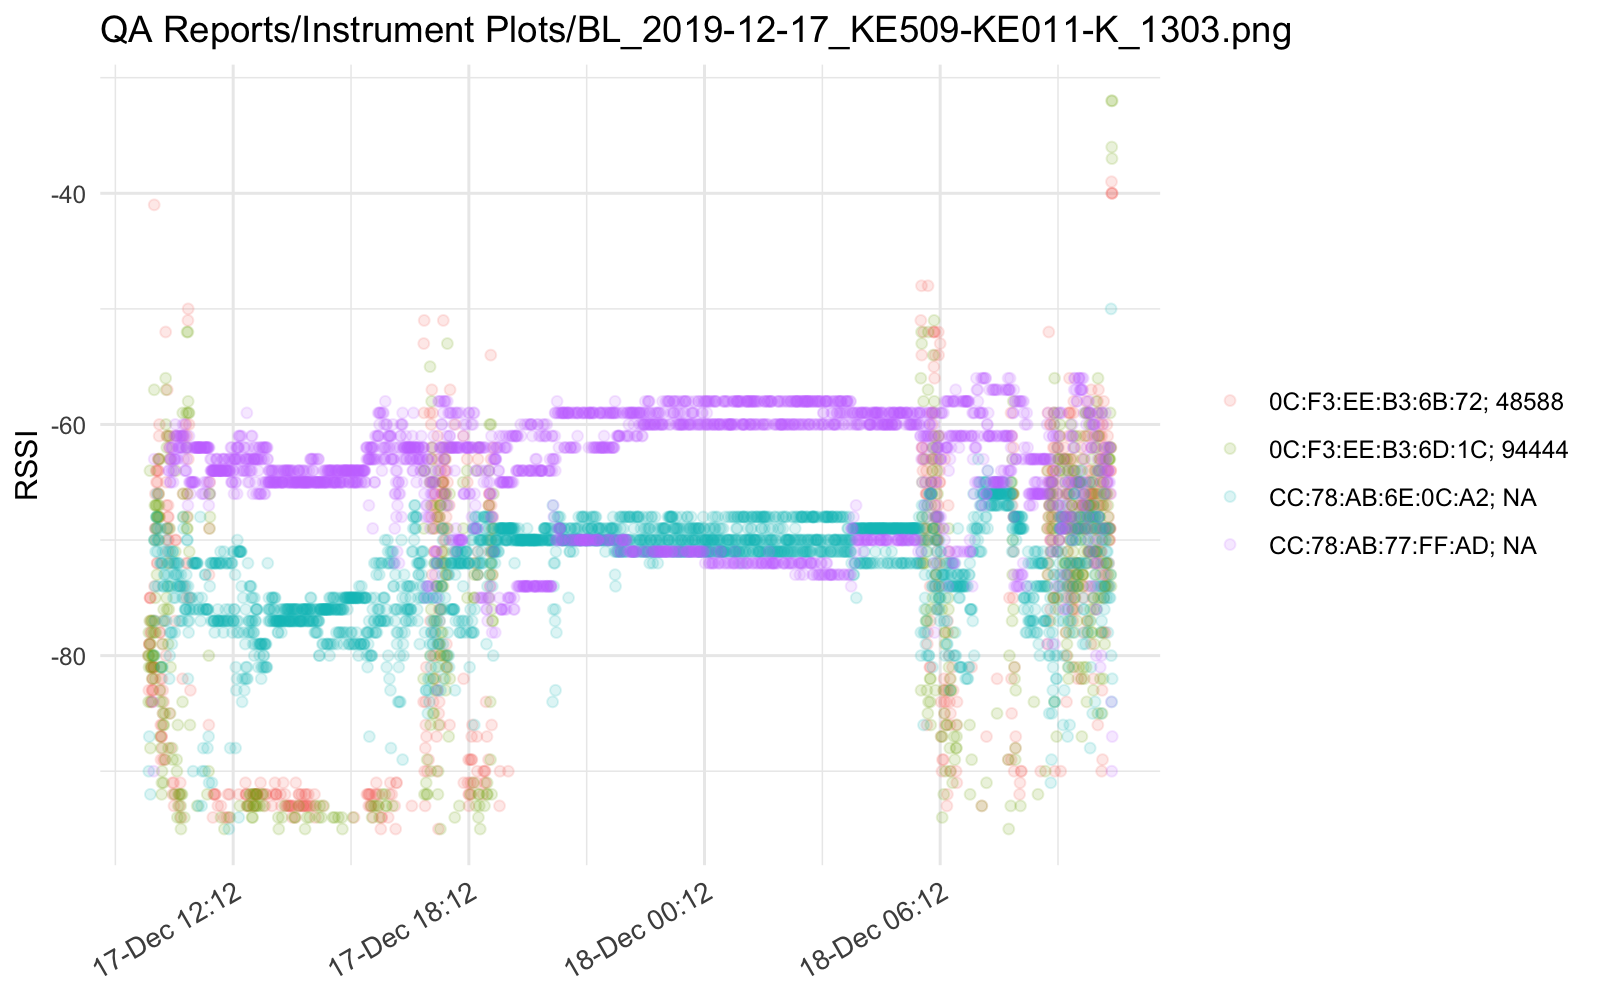 QA Reports/Instrument Plots/BL_2019-12-17_KE509-KE011-K_1303.png
-40
-60
-80
RSSI
17-Dec 12:12
17-Dec 18:12
18-Dec 00:12
18-Dec 06:12
0C:F3:EE:B3:6B:72; 48588
0C:F3:EE:B3:6D:1C; 94444
CC:78:AB:6E:0C:A2; NA
CC:78:AB:77:FF:AD; NA